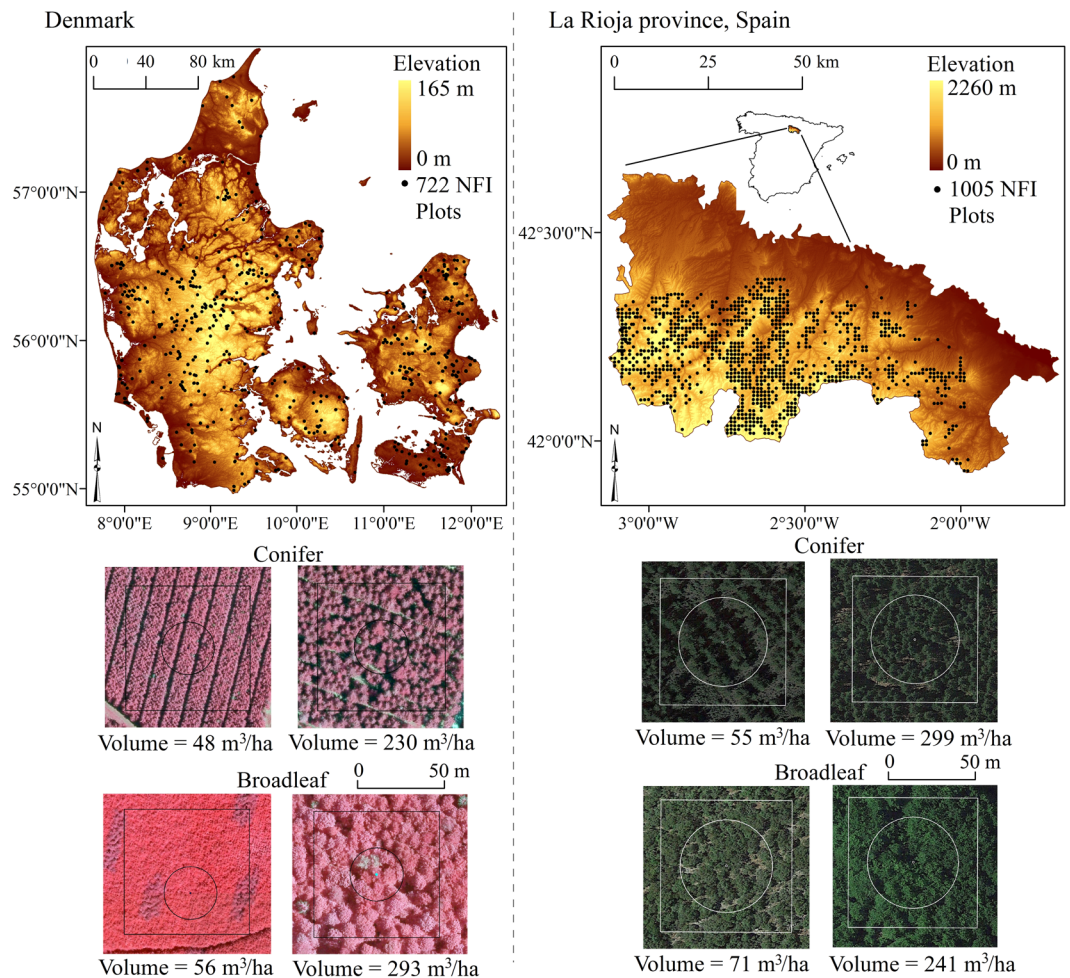 Denmark
0 40 80 km
Elevation
165 m
0 m
722 NFI
Plots
57°0'0"N
56°0'0"N
55°0'0"N
N
8°0'0"E 9°0'0"E 10°0'0"E 11°0'0"E 12°0'0"E
Conifer
Volume = 48 m³/ha Volume = 230 m³/ha
Broadleaf
0 50 m
Volume = 56 m³/ha Volume = 293 m³/ha
La Rioja province, Spain
0 25 50 km
Elevation
2260 m
0 m
1005 NFI
Plots
42°30'0"N
42°0'0"N
N
3°0'0"W 2°30'0"W 2°0'0"W
Conifer
Volume = 55 m³/ha Volume = 299 m³/ha
Broadleaf
0 50 m
Volume = 71 m³/ha Volume = 241 m³/ha